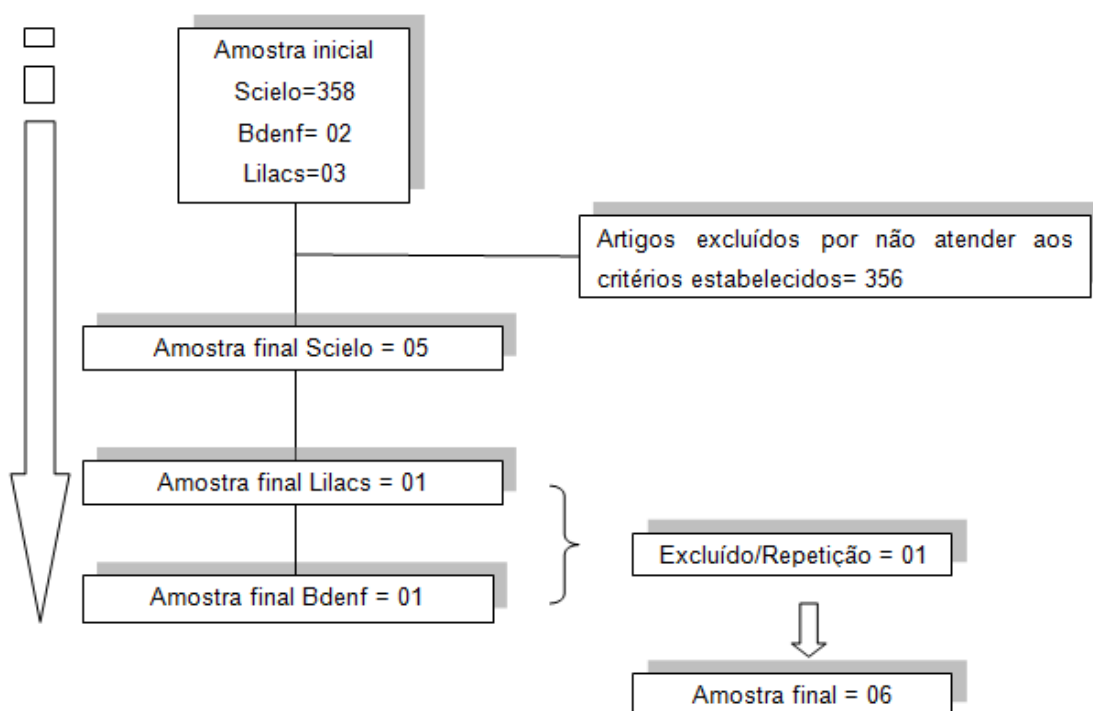 Amostra inicial
Scielo=358
Bdenf= 02
Lilacs=03
Artigos excluídos por não atender aos
critérios estabelecidos= 356
Amostra final Scielo = 05
Amostra final Lilacs = 01
Excluído/Repetição = 01
Amostra final Bdenf = 01
Amostra final = 06